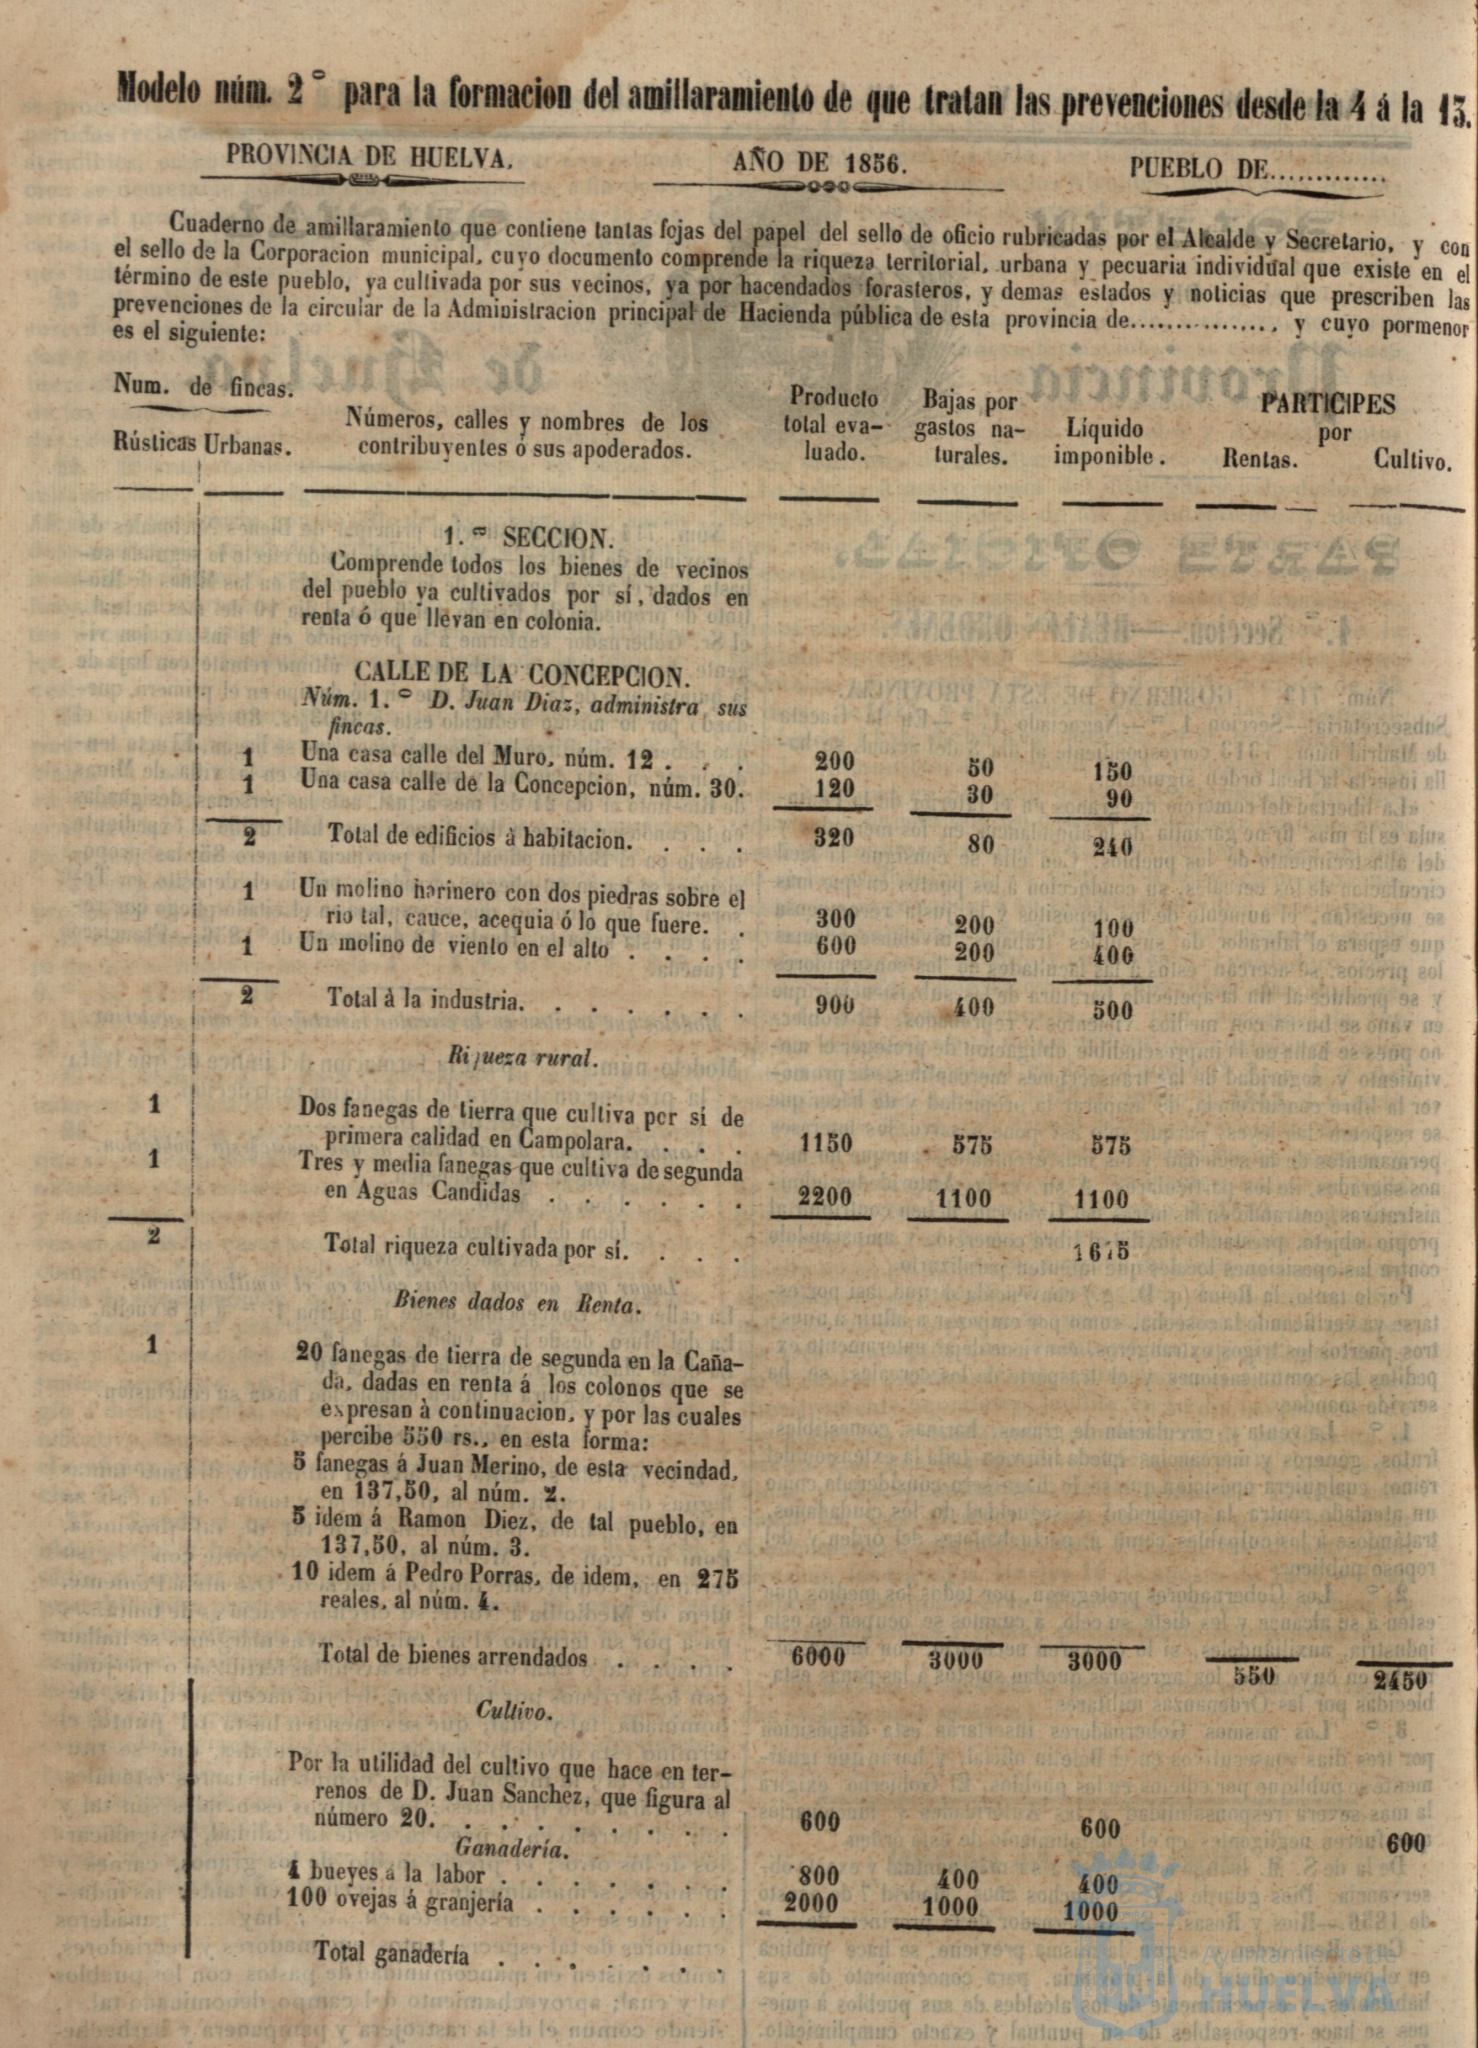 Modelo núm. 2º para la formacion del amillaramiento de que tratan las prevenciones desde la 4 á la 13.
PROVINCIA DE HUELVA. AÑO DE 1856. PUEBLO DE.............
Cuaderno de amillaramiento que contiene tantas fojas del papel del sello de oficio rubricadas por el Alcalde y Secretario, y con
el sello de la Corporacion municipal, cuyo documento comprende la riqueza territorial, urbana y pecuaria individual que existe en el
término de este pueblo, ya cultivada por sus vecinos, ya por hacendados forasteros, y demas estados y noticias que prescriben las
prevenciones de la circular de la Administracion principal de Hacienda pública de esta provincia de................ y cuyo pormenor
es el siguiente:
Num. de fincas.
Rústicas Urbanas.
Números, calles y nombres de los
contribuyentes ó sus apoderados.
Producto
total eva-
luado.
Bajas por
gastos na-
turales.
Líquido
imponible.
PARTICIPES
por
Rentas. Cultivo.
1.ª SECCION.
Comprende todos los bienes de vecinos
del pueblo ya cultivados por sí, dados en
renta ó que llevan en colonia.
CALLE DE LA CONCEPCION.
Núm. 1.º D. Juan Diaz, administra sus
fincas.
1 Una casa calle del Muro, núm. 12 . . . 200 50 150
1 Una casa calle de la Concepcion, núm. 30. 120 30 90
2 Total de edificios à habitacion. . . . . 320 80 240
1 Un molino harinero con dos piedras sobre el
rio tal, cauce, acequia ó lo que fuere. . 300 200 100
1 Un molino de viento en el alto . . . . 600 200 400
2 Total à la industria. . . . . . . 900 400 500
Riqueza rural.
1 Dos fanegas de tierra que cultiva por sí de
primera calidad en Campolara. . . . . 1150 575 575
1 Tres y media fanegas que cultiva de segunda
en Aguas Candidas . . . . . . 2200 1100 1100
2 Total riqueza cultivada por sí. . . . 1675
Bienes dados en Renta.
1 20 fanegas de tierra de segunda en la Caña-
da, dadas en renta á los colonos que se
expresan à continuacion, y por las cuales
percibe 550 rs., en esta forma:
5 fanegas á Juan Merino, de esta vecindad,
en 137,50, al núm. 2.
5 idem á Ramon Diez, de tal pueblo, en
137,50, al núm. 3.
10 idem á Pedro Porras, de idem, en 275
reales, al núm. 4.
Total de bienes arrendados . . . . 6000 3000 3000 550 2450
Cultivo.
Por la utilidad del cultivo que hace en ter-
renos de D. Juan Sanchez, que figura al
número 20. . . . . . . . . 600 600 600
Ganadería.
4 bueyes á la labor . . . . . . . 800 400 400
100 ovejas á granjería . . . . . . 2000 1000 1000
Total ganadería . . . . . . .
Ayuntamiento de
HUELVA